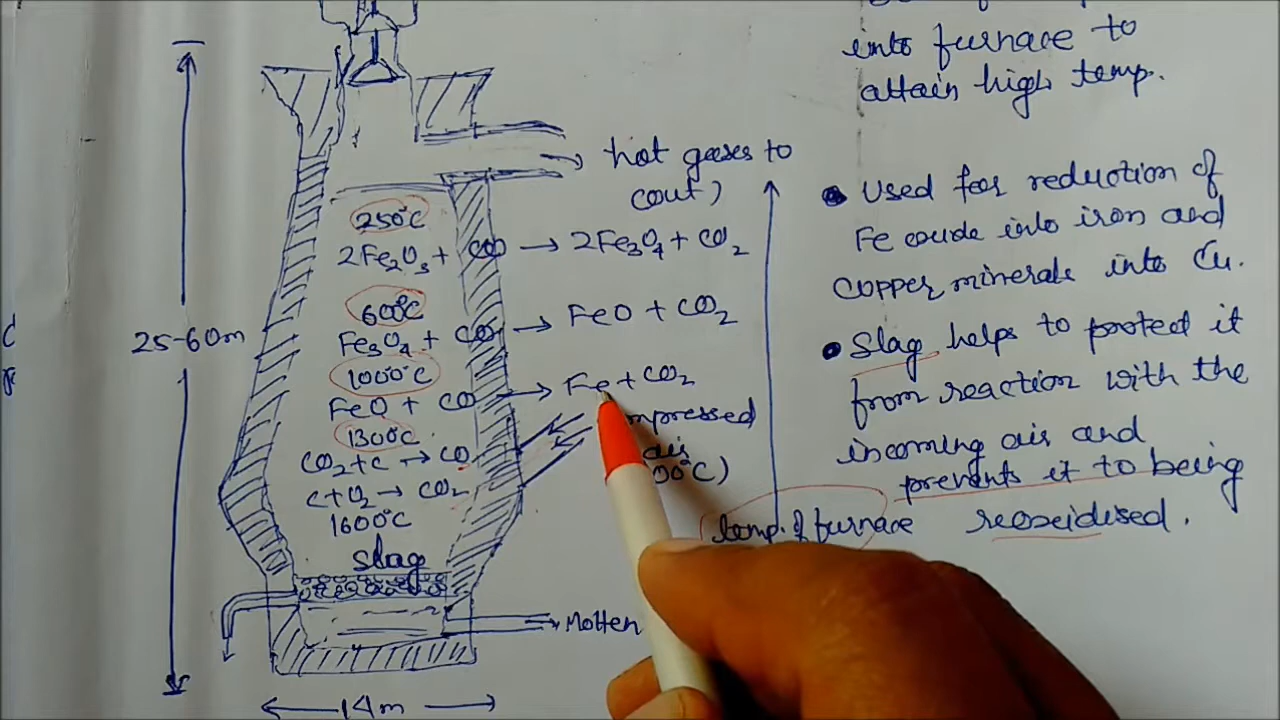 into furnace to
attain high temp.
hot gases to
(out)
250°C
2Fe2O3 + CO → 2Fe3O4 + CO2
600°C
Fe3O4 + CO → FeO + CO2
1000°C
FeO + CO → Fe + CO2
1300°C
CO2 + C → CO
C + O2 → CO2
1600°C
Slag
25-60m
14m
Molten
mpressed
air
00°C)
temp. of furnace
• Used for reduction of
Fe oxide into iron and
copper minerals into Cu.
• Slag helps to protect it
from reaction with the
incoming air and
prevents it to being
reoxidised.